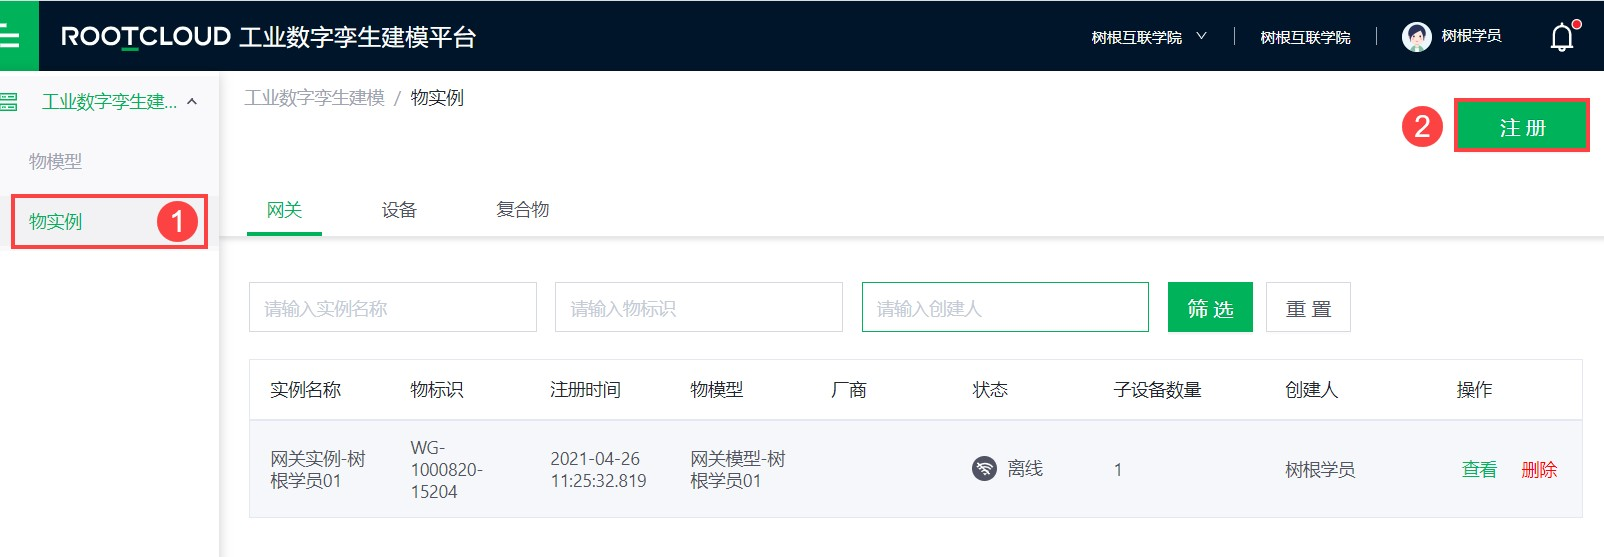 ROOTCLOUD 工业数字孪生建模平台
树根互联学院
树根互联学院
树根学员
工业数字孪生建...
物模型
物实例
1
工业数字孪生建模 / 物实例
2
注 册
网关
设备
复合物
请输入实例名称
请输入物标识
请输入创建人
筛 选
重 置
实例名称
物标识
注册时间
物模型
厂商
状态
子设备数量
创建人
操作
网关实例-树
根学员01
WG-
1000820-
15204
2021-04-26
11:25:32.819
网关模型-树
根学员01
离线
1
树根学员
查看
删除